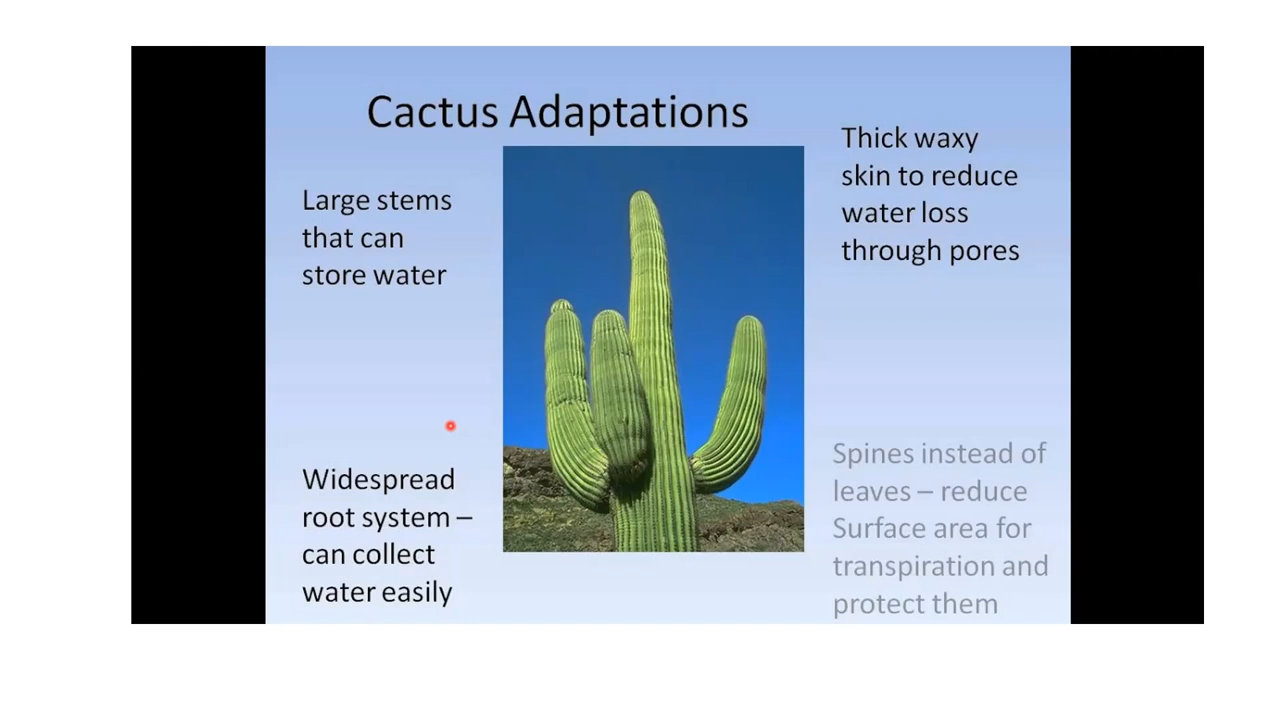 Cactus Adaptations
Large stems
that can
store water
Thick waxy
skin to reduce
water loss
through pores
Widespread
root system –
can collect
water easily
Spines instead of
leaves – reduce
Surface area for
transpiration and
protect them